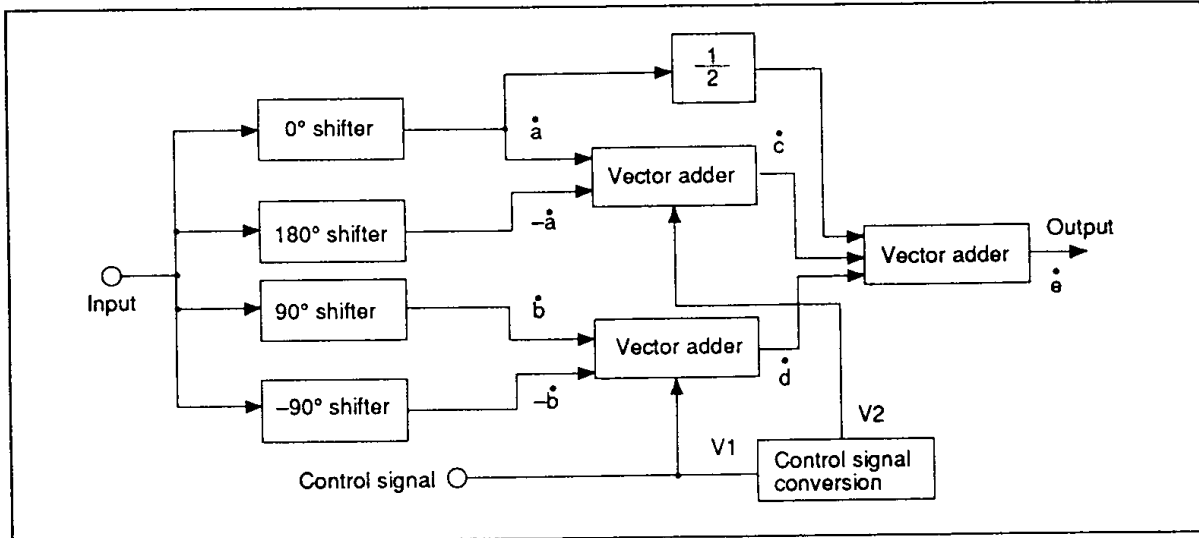 1
2
0° shifter
ȧ
ċ
Vector adder
180° shifter
–ȧ
Output
Vector adder
ė
Input
90° shifter
ḃ
Vector adder
ḋ
–90° shifter
–ḃ
V2
V1
Control signal
Control signal
conversion